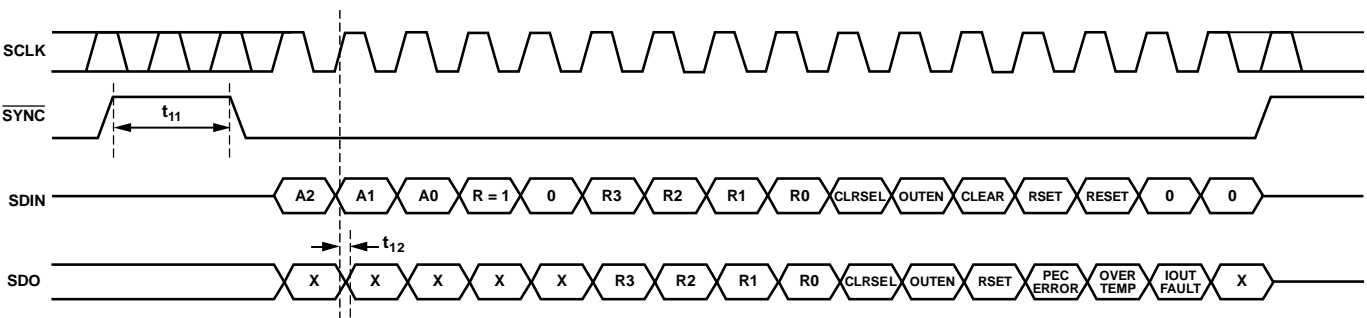 SCLK
SYNC
t11
SDIN A2 A1 A0 R = 1 0 R3 R2 R1 R0 CLRSEL OUTEN CLEAR RSET RESET 0 0
t12
SDO X X X X X R3 R2 R1 R0 CLRSEL OUTEN RSET PEC ERROR OVER TEMP IOUT FAULT X